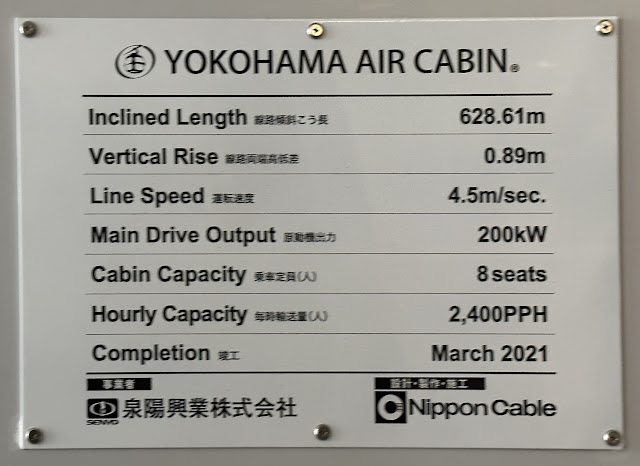 YOKOHAMA AIR CABIN®
Inclined Length 線路傾斜こう長 628.61m
Vertical Rise 線路両端高低差 0.89m
Line Speed 運転速度 4.5m/sec.
Main Drive Output 原動機出力 200kW
Cabin Capacity 乗車定員(人) 8 seats
Hourly Capacity 毎時輸送量(人) 2,400PPH
Completion 竣工 March 2021
事業者 設計・製作・施工
SENYO 泉陽興業株式会社 Nippon Cable